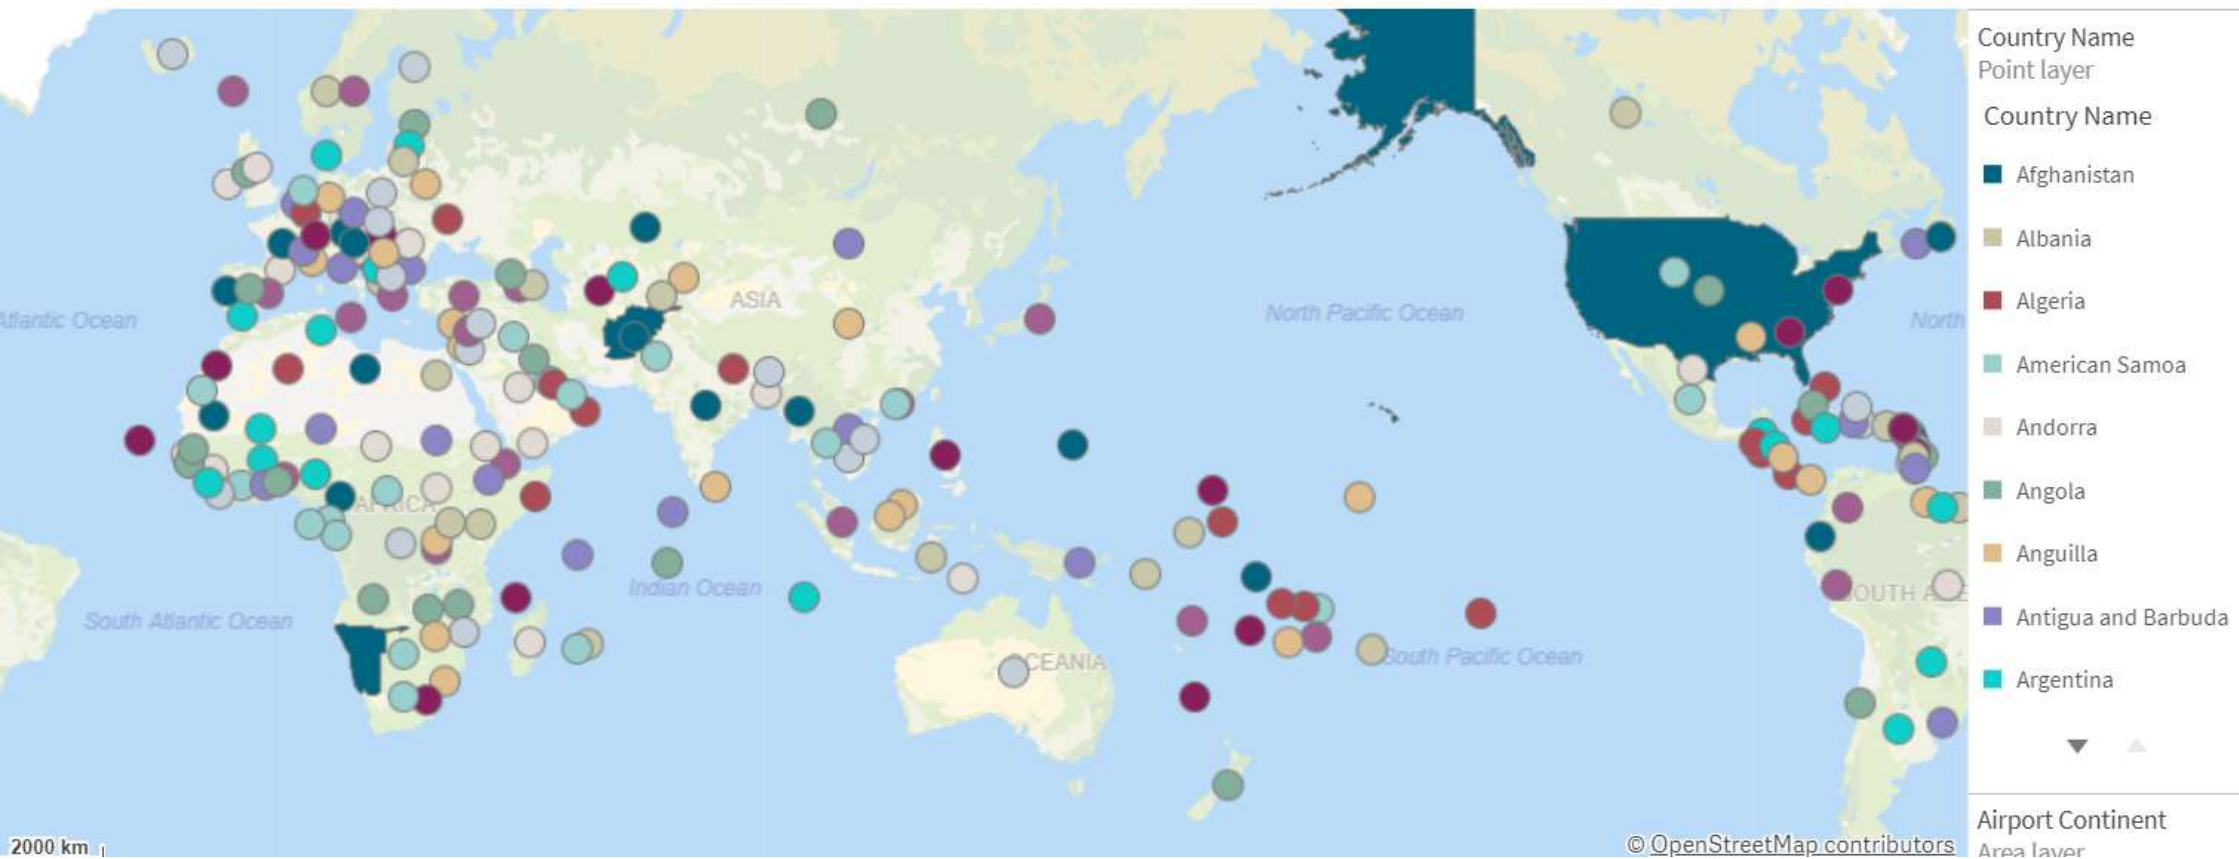 ASIA
Atlantic Ocean
North Pacific Ocean
North
AFRICA
Indian Ocean
South Atlantic Ocean
OCEANIA
South Pacific Ocean
SOUTH A
2000 km
© OpenStreetMap contributors
Country Name
Point layer
Country Name
Afghanistan
Albania
Algeria
American Samoa
Andorra
Angola
Anguilla
Antigua and Barbuda
Argentina
Airport Continent
Area layer